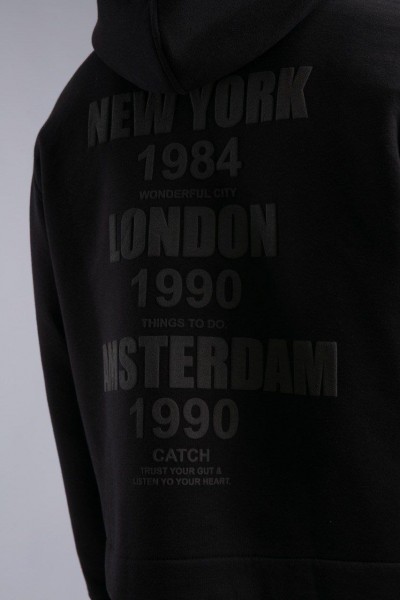 NEW YORK
1984
WONDERFUL CITY
LONDON
1990
THINGS TO DO.
AMSTERDAM
1990
CATCH
TRUST YOUR GUT &
LISTEN YO YOUR HEART.